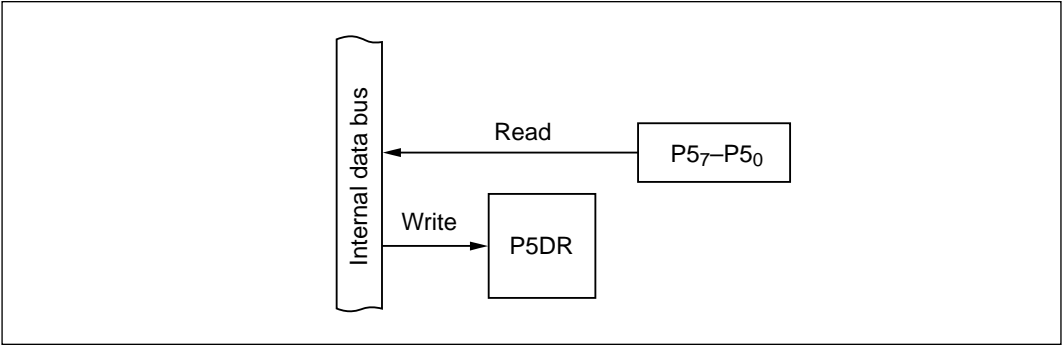 Internal data bus
Read
P5₇–P5₀
Write
P5DR